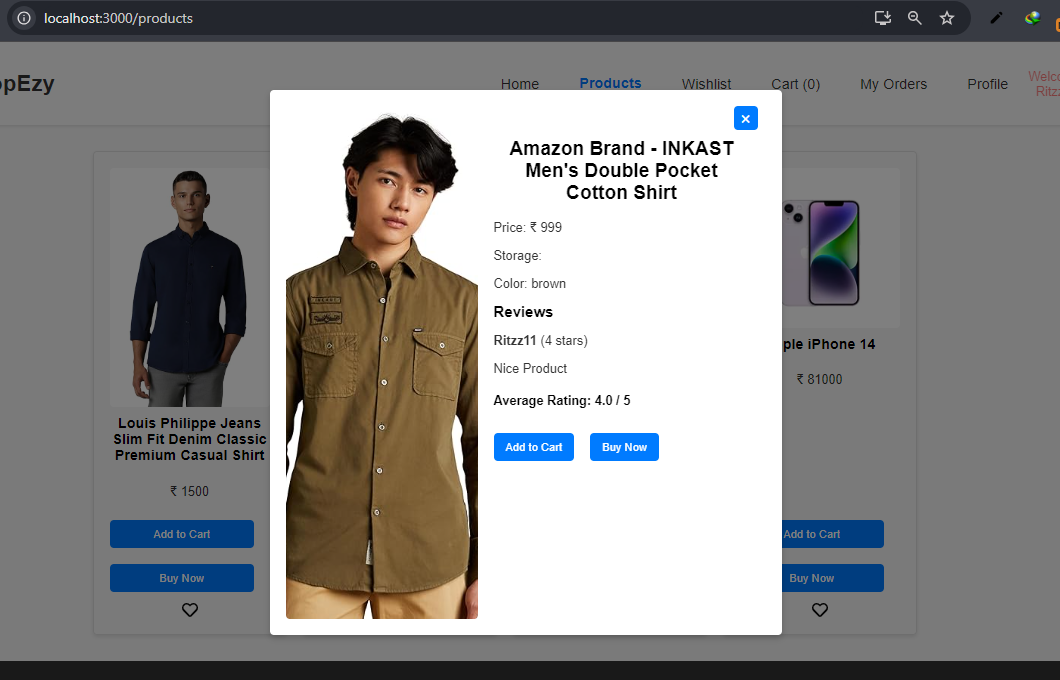 localhost:3000/products
opEzy
Home
Products
Wishlist
Cart (0)
My Orders
Profile
Amazon Brand - INKAST
Men's Double Pocket
Cotton Shirt
Price: ₹ 999
Storage:
Color: brown
Reviews
Ritzz11 (4 stars)
Nice Product
Average Rating: 4.0 / 5
Add to Cart
Buy Now
Louis Philippe Jeans
Slim Fit Denim Classic
Premium Casual Shirt
₹ 1500
Add to Cart
Buy Now
ple iPhone 14
₹ 81000
Add to Cart
Buy Now